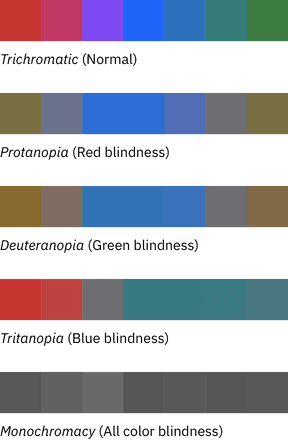 Trichromatic (Normal)
Protanopia (Red blindness)
Deuteranopia (Green blindness)
Tritanopia (Blue blindness)
Monochromacy (All color blindness)